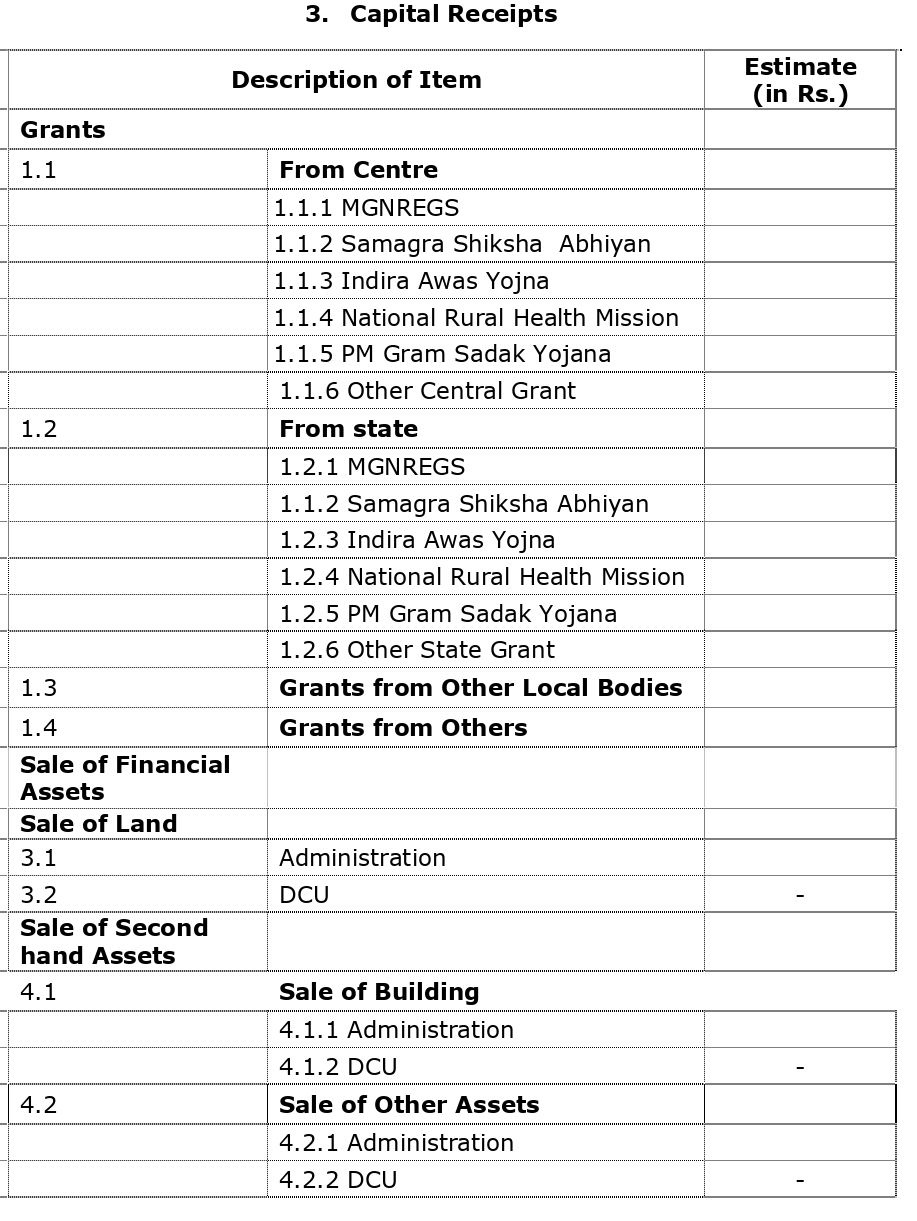 3. Capital Receipts
Description of Item
Estimate
(in Rs.)
Grants
1.1 From Centre
1.1.1 MGNREGS
1.1.2 Samagra Shiksha Abhiyan
1.1.3 Indira Awas Yojna
1.1.4 National Rural Health Mission
1.1.5 PM Gram Sadak Yojana
1.1.6 Other Central Grant
1.2 From state
1.2.1 MGNREGS
1.1.2 Samagra Shiksha Abhiyan
1.2.3 Indira Awas Yojna
1.2.4 National Rural Health Mission
1.2.5 PM Gram Sadak Yojana
1.2.6 Other State Grant
1.3 Grants from Other Local Bodies
1.4 Grants from Others
Sale of Financial
Assets
Sale of Land
3.1 Administration
3.2 DCU -
Sale of Second
hand Assets
4.1 Sale of Building
4.1.1 Administration
4.1.2 DCU -
4.2 Sale of Other Assets
4.2.1 Administration
4.2.2 DCU -